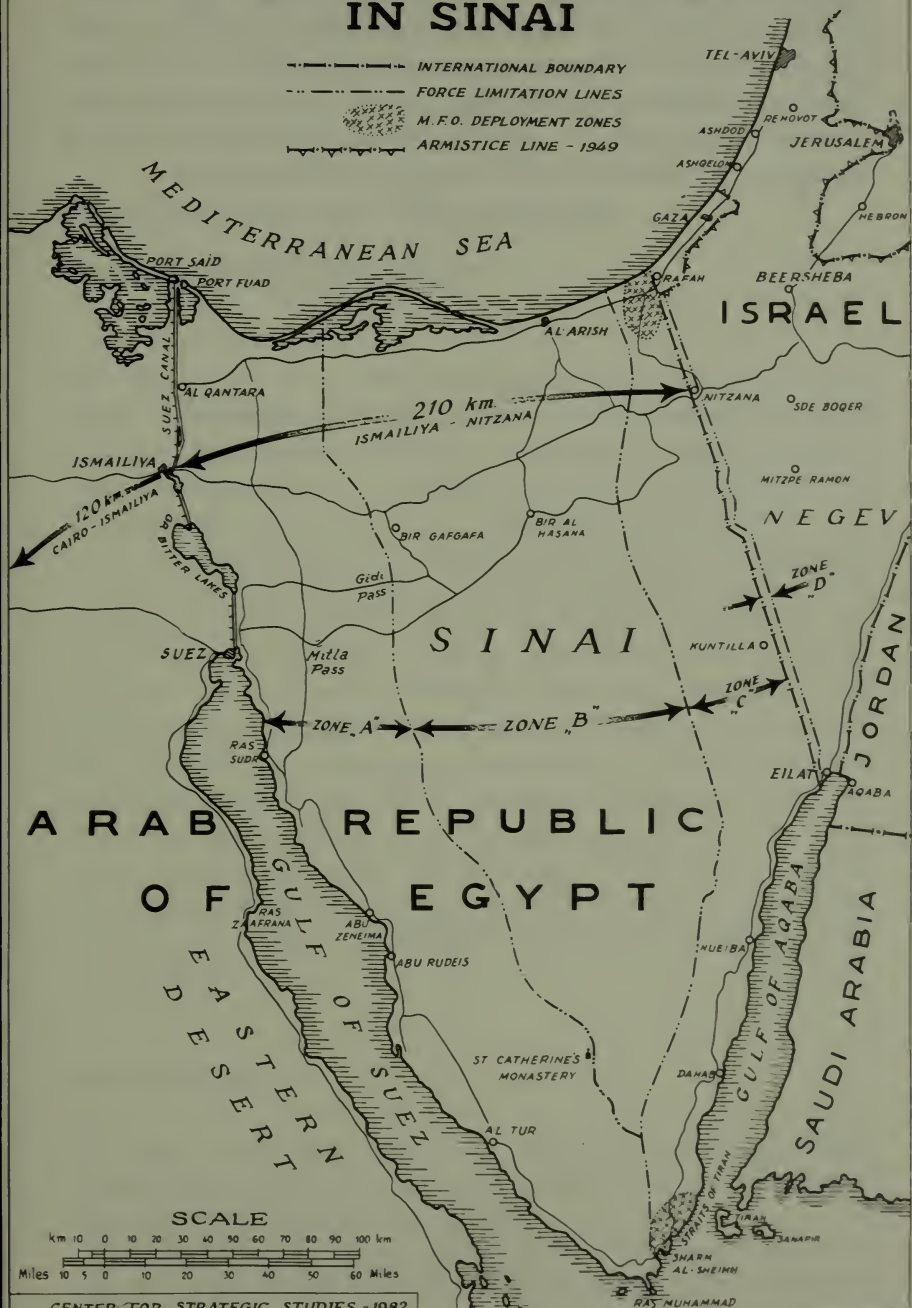 IN SINAI
INTERNATIONAL BOUNDARY
FORCE LIMITATION LINES
M.F.O. DEPLOYMENT ZONES
ARMISTICE LINE - 1949
TEL-AVIV
REHOVOT
ASHDOD
JERUSALEM
ASHQELON
HEBRON
GAZA
MEDITERRANEAN SEA
PORT SAID
PORT FUAD
RAFAH
BEERSHEBA
ISRAEL
AL-ARISH
SUEZ CANAL
AL QANTARA
210 km.
ISMAILIYA - NITZANA
NITZANA
SDE BOQER
ISMAILIYA
MITZPE RAMON
120 km.
CAIRO-ISMAILIYA
NEGEV
BIR GAFGAFA
BIR AL
HASANA
GR BITTER LAKES
Gidi
Pass
ZONE
„D"
SINAI
SUEZ
Mitla
Pass
KUNTILLA
ZONE „A"
ZONE „B"
ZONE
„C"
JORDAN
RAS
SUDR
EILAT
AQABA
ARAB REPUBLIC
OF EGYPT
GULF OF SUEZ
RAS
ZAAFRANA
ABU
ZENEIMA
ABU RUDEIS
NUEIBA
GULF OF AQABA
SAUDI ARABIA
EASTERN
DESERT
ST CATHERINE'S
MONASTERY
DAHAB
AL TUR
STRAITS OF TIRAN
TIRAN
SANAPIR
SHARM
AL-SHEIKH
RAS MUHAMMAD
SCALE
km 10 0 10 20 30 40 50 60 70 80 90 100 km
Miles 10 5 0 10 20 30 40 50 60 Miles
CENTER FOR STRATEGIC STUDIES - 1982